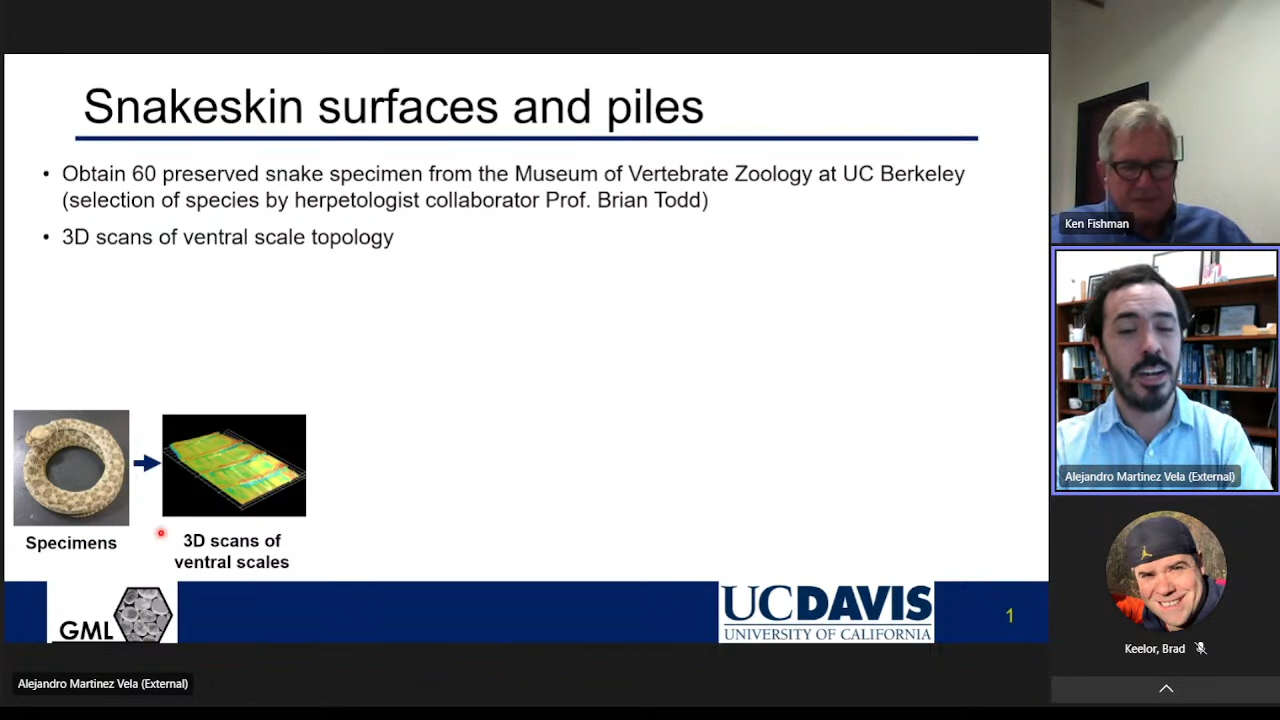 Snakeskin surfaces and piles
• Obtain 60 preserved snake specimen from the Museum of Vertebrate Zoology at UC Berkeley
(selection of species by herpetologist collaborator Prof. Brian Todd)
• 3D scans of ventral scale topology
Specimens
3D scans of
ventral scales
GML
UCDAVIS
UNIVERSITY OF CALIFORNIA
1
Alejandro Martinez Vela (External)
Ken Fishman
Alejandro Martinez Vela (External)
Keelor, Brad